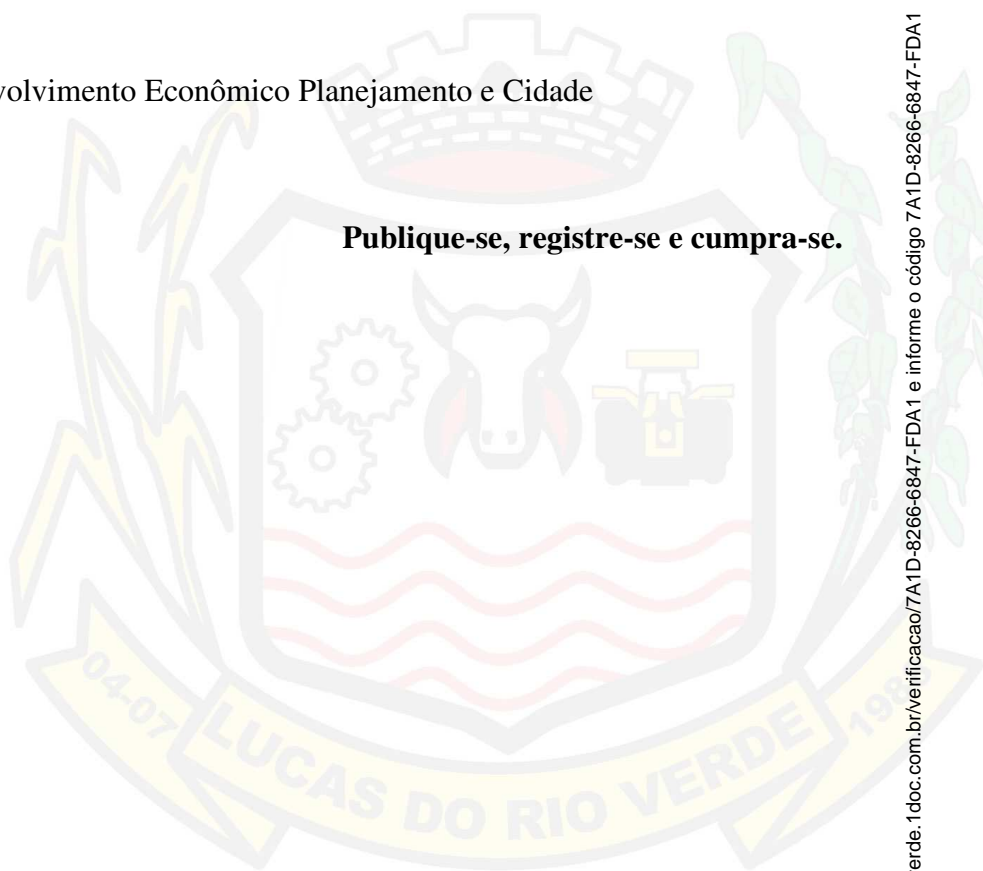 volvimento Econômico Planejamento e Cidade
Publique-se, registre-se e cumpra-se.
04-07
LUCAS DO RIO VERDE
erde.1doc.com.br/verificacao/7A1D-8266-6847-FDA1 e informe o código 7A1D-8266-6847-FDA1